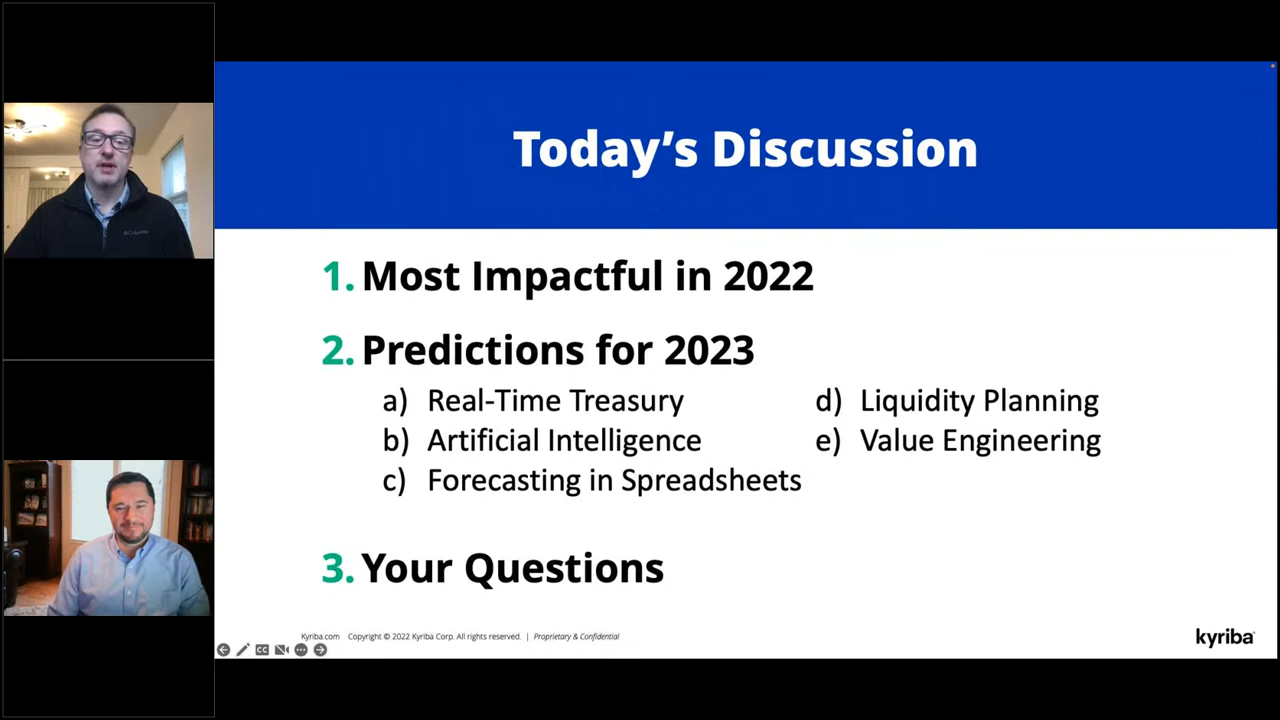 Today's Discussion
1. Most Impactful in 2022
2. Predictions for 2023
a) Real-Time Treasury
b) Artificial Intelligence
c) Forecasting in Spreadsheets
d) Liquidity Planning
e) Value Engineering
3. Your Questions
Kyriba.com Copyright © 2022 Kyriba Corp. All rights reserved. | Proprietary & Confidential
kyriba
CC
Columbia